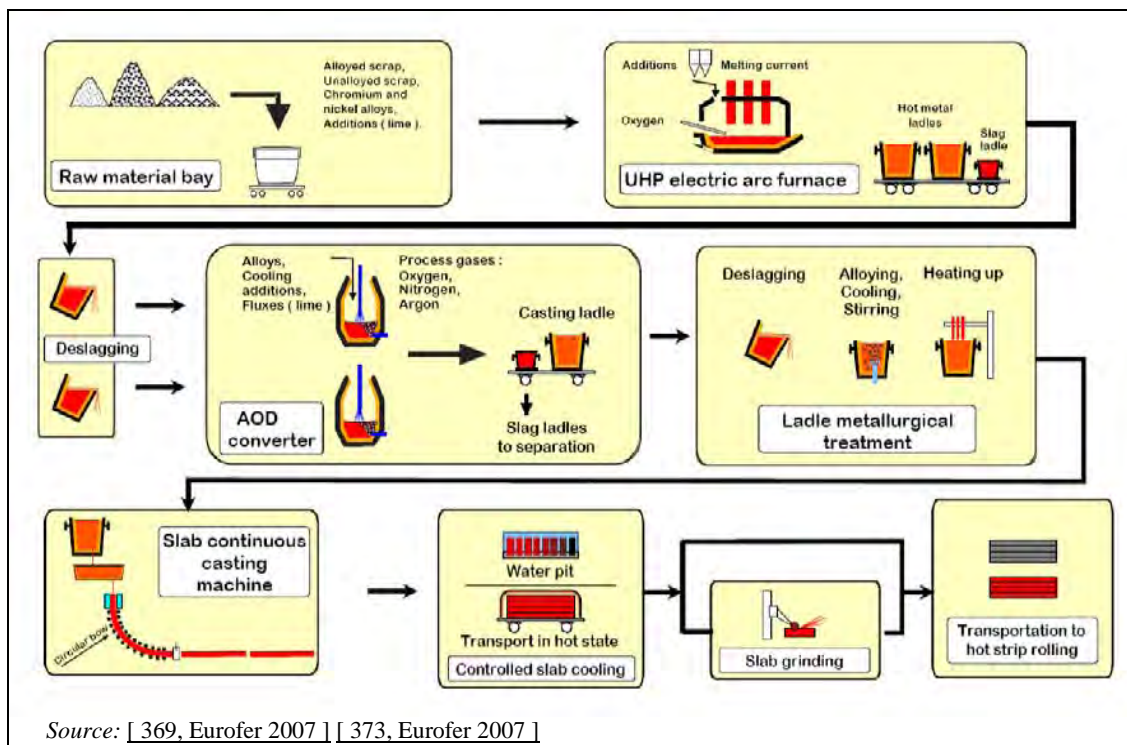 Alloyed scrap,
Unalloyed scrap,
Chromium and
nickel alloys,
Additions ( lime ).
Raw material bay
Additions
Melting current
Oxygen
Hot metal
ladles
Slag
ladle
UHP electric arc furnace
Deslagging
Alloys,
Cooling
additions,
Fluxes ( lime )
Process gases :
Oxygen,
Nitrogen,
Argon
Casting ladle
AOD
converter
Slag ladles
to separation
Deslagging
Alloying,
Cooling,
Stirring
Heating up
Ladle metallurgical
treatment
Slab continuous
casting
machine
Circular bow
Water pit
Transport in hot state
Controlled slab cooling
Slab grinding
Transportation to
hot strip rolling
Source: [ 369, Eurofer 2007 ] [ 373, Eurofer 2007 ]